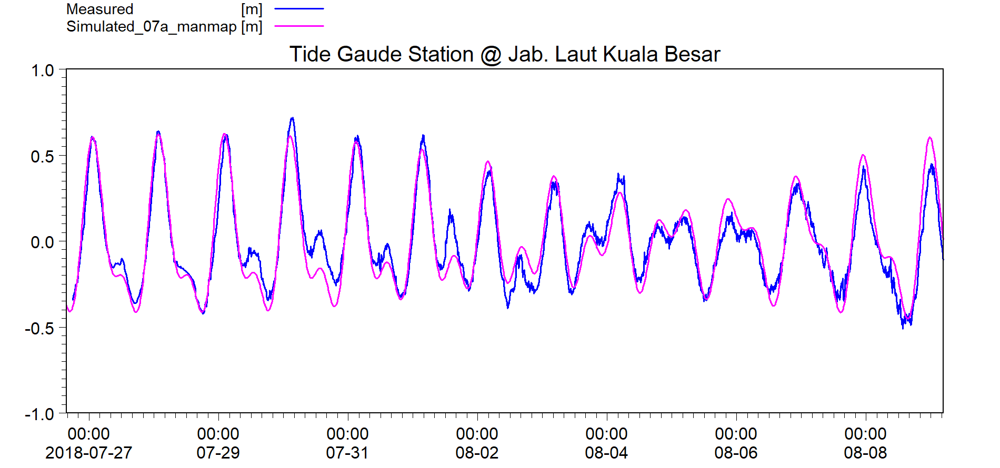 Measured [m]
Simulated_07a_manmap [m]
Tide Gaude Station @ Jab. Laut Kuala Besar
1.0
0.5
0.0
-0.5
-1.0
00:00 00:00 00:00 00:00 00:00 00:00 00:00
2018-07-27 07-29 07-31 08-02 08-04 08-06 08-08